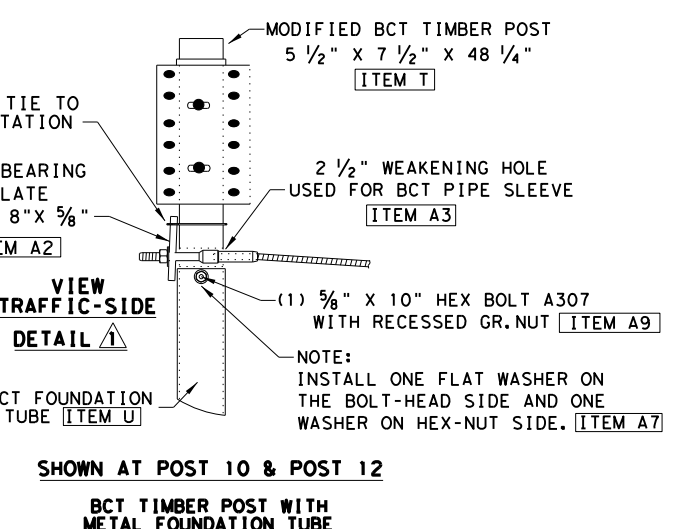 MODIFIED BCT TIMBER POST
5 ½" X 7 ½" X 48 ¼"
ITEM T
TIE TO
TATION
BEARING
LATE
8"X ⅝"
EM A2
2 ½" WEAKENING HOLE
USED FOR BCT PIPE SLEEVE
ITEM A3
VIEW
TRAFFIC-SIDE
DETAIL 1
(1) ⅝" X 10" HEX BOLT A307
WITH RECESSED GR.NUT ITEM A9
NOTE:
INSTALL ONE FLAT WASHER ON
THE BOLT-HEAD SIDE AND ONE
WASHER ON HEX-NUT SIDE. ITEM A7
CT FOUNDATION
TUBE ITEM U
SHOWN AT POST 10 & POST 12
BCT TIMBER POST WITH
METAL FOUNDATION TUBE